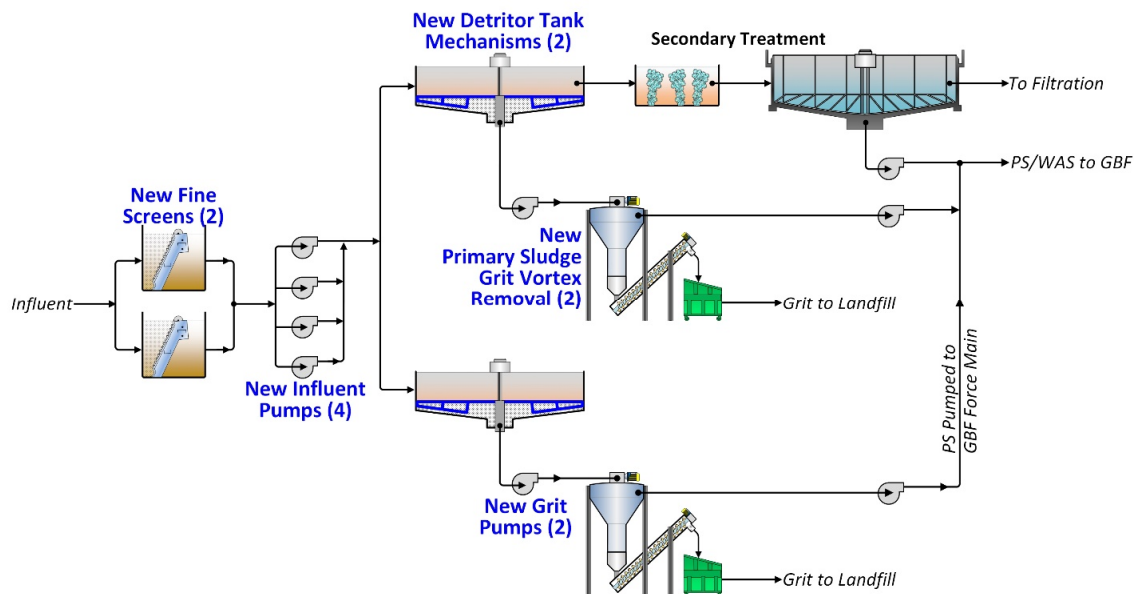 New Detritor Tank
Mechanisms (2)
Secondary Treatment
To Filtration
PS/WAS to GBF
New Fine
Screens (2)
New
Primary Sludge
Grit Vortex
Removal (2)
Influent
Grit to Landfill
New Influent
Pumps (4)
PS Pumped to
GBF Force Main
New Grit
Pumps (2)
Grit to Landfill